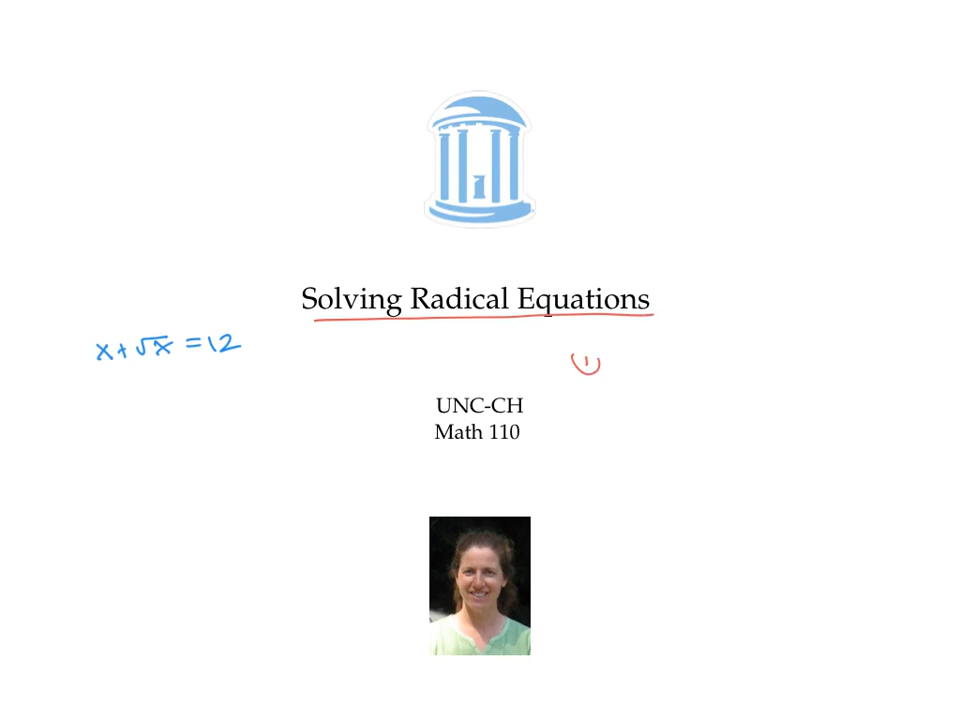 Solving Radical Equations
x + √x = 12
UNC-CH
Math 110